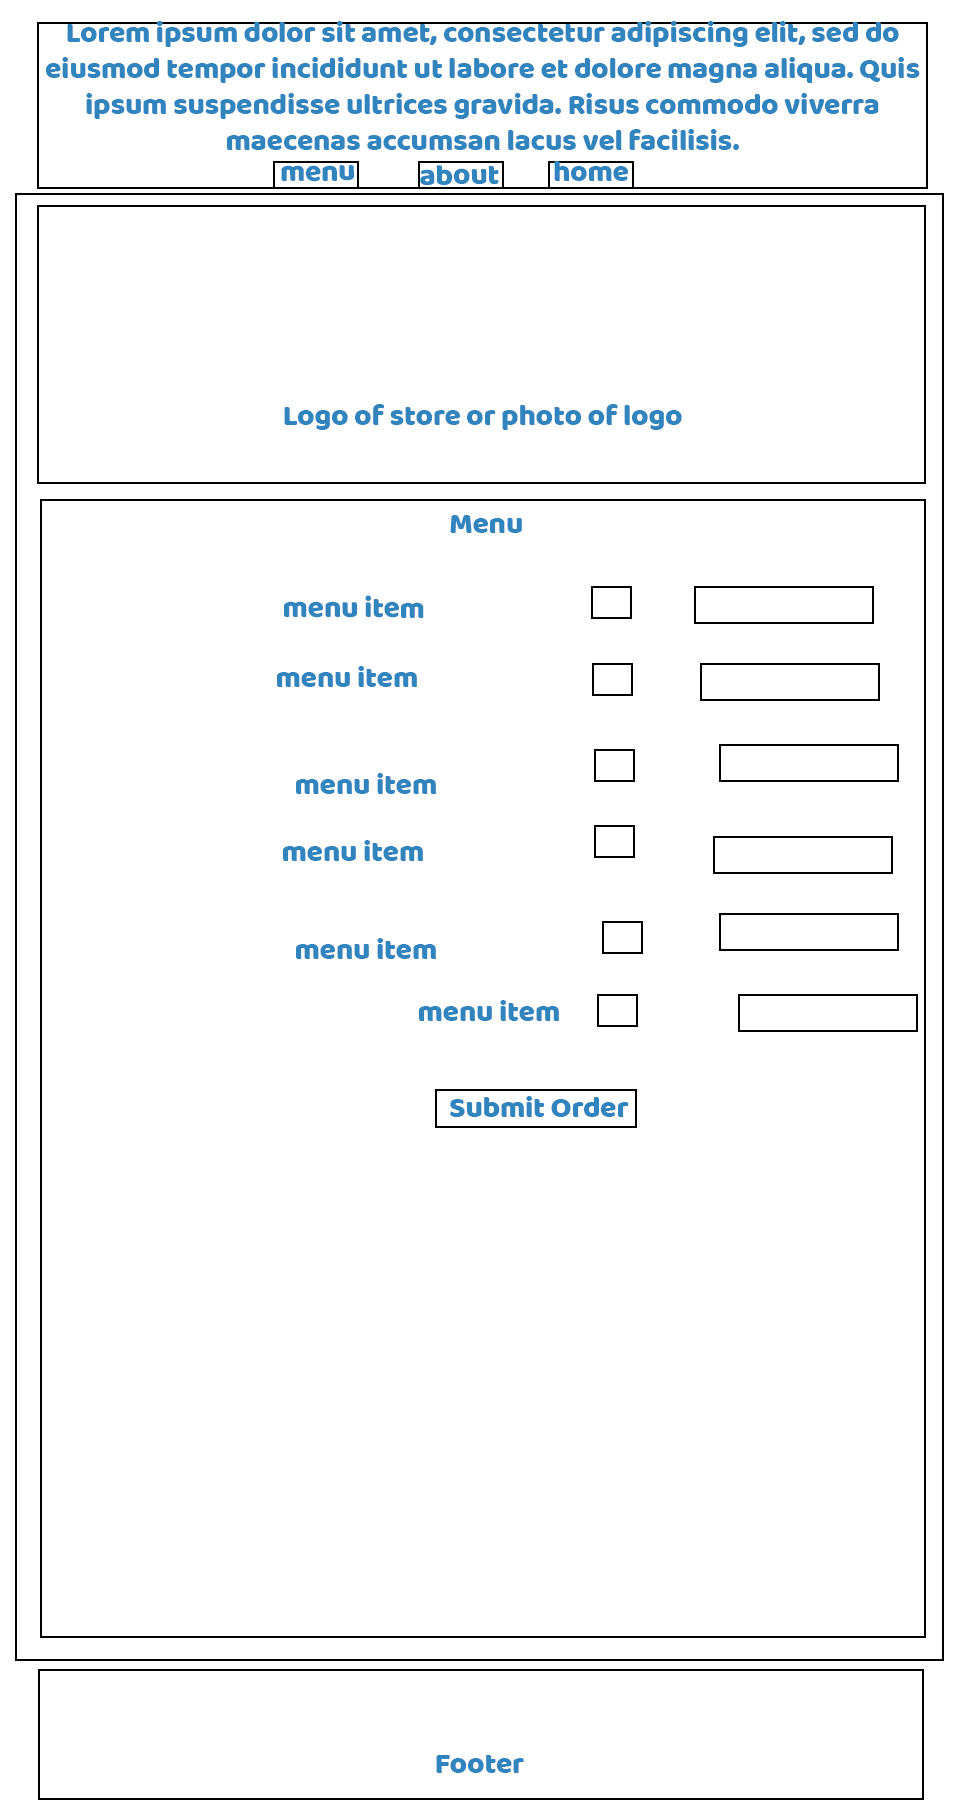 Lorem ipsum dolor sit amet, consectetur adipiscing elit, sed do
eiusmod tempor incididunt ut labore et dolore magna aliqua. Quis
ipsum suspendisse ultrices gravida. Risus commodo viverra
maecenas accumsan lacus vel facilisis.
menu about home
Logo of store or photo of logo
Menu
menu item
menu item
menu item
menu item
menu item
menu item
Submit Order
Footer